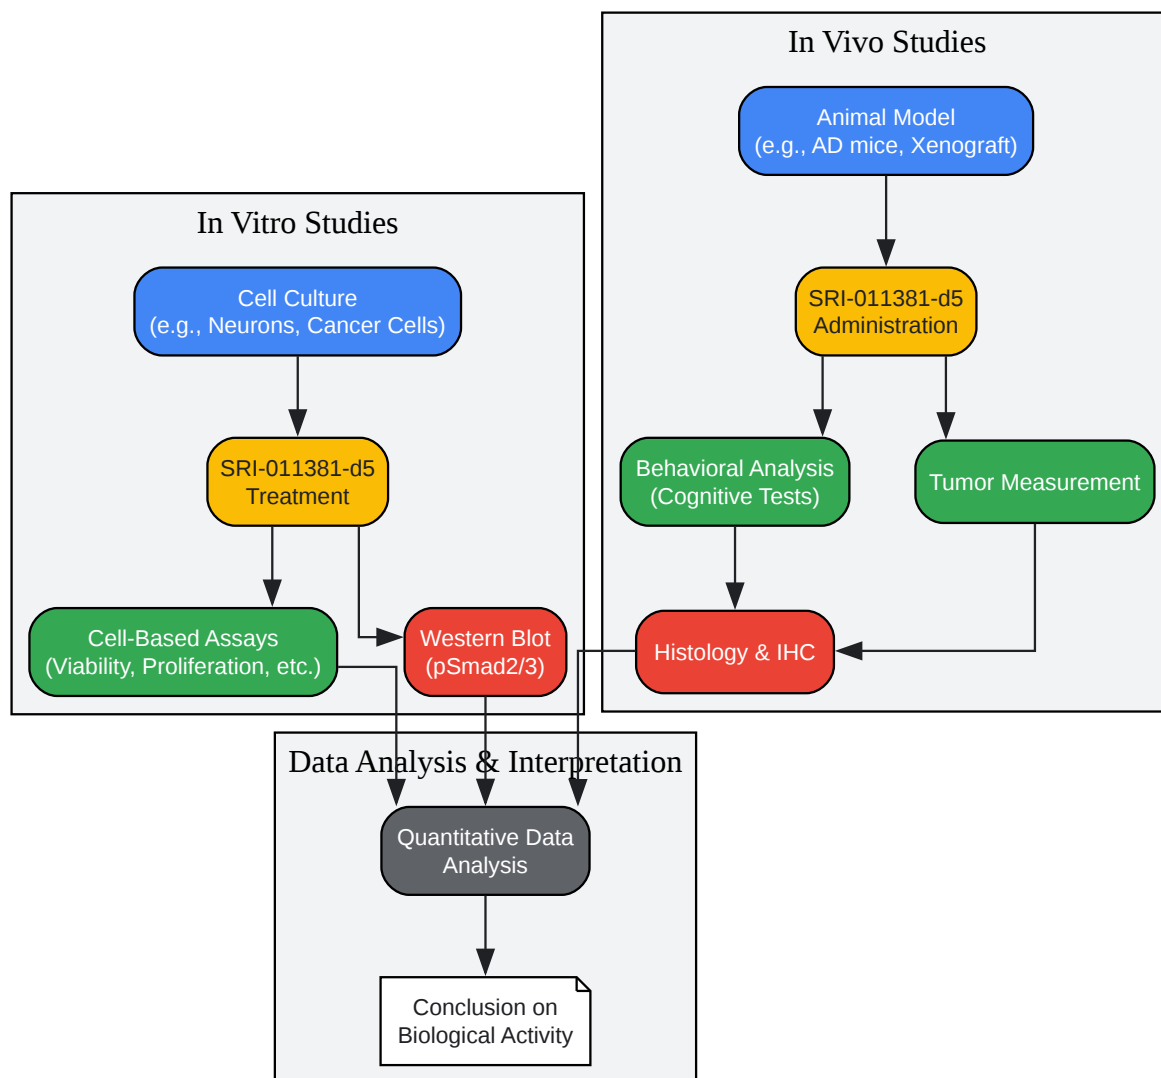 In Vivo Studies
Animal Model
(e.g., AD mice, Xenograft)
SRI-011381-d5
Administration
Behavioral Analysis
(Cognitive Tests)
Tumor Measurement
Histology & IHC
In Vitro Studies
Cell Culture
(e.g., Neurons, Cancer Cells)
SRI-011381-d5
Treatment
Cell-Based Assays
(Viability, Proliferation, etc.)
Western Blot
(pSmad2/3)
Data Analysis & Interpretation
Quantitative Data
Analysis
Conclusion on
Biological Activity